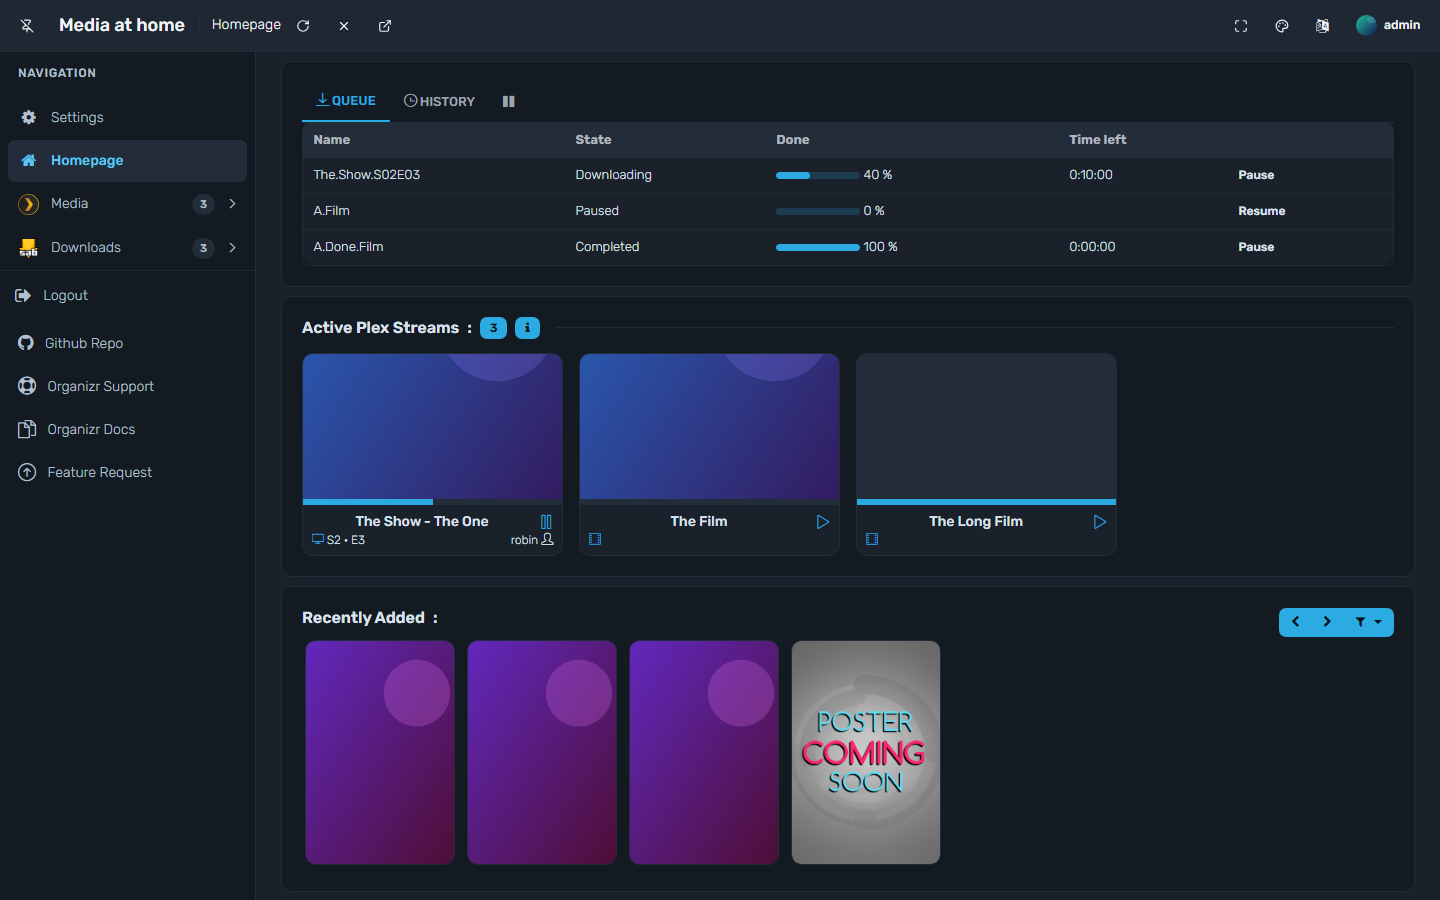 Media at home
Homepage
admin
NAVIGATION
Settings
Homepage
Media 3
Downloads 3
Logout
Github Repo
Organizr Support
Organizr Docs
Feature Request
QUEUE HISTORY
Name State Done Time left
The.Show.S02E03 Downloading 40 % 0:10:00 Pause
A.Film Paused 0 % Resume
A.Done.Film Completed 100 % 0:00:00 Pause
Active Plex Streams : 3
The Show - The One
S2 • E3 robin
The Film
The Long Film
Recently Added :
POSTER
COMING
SOON
sab